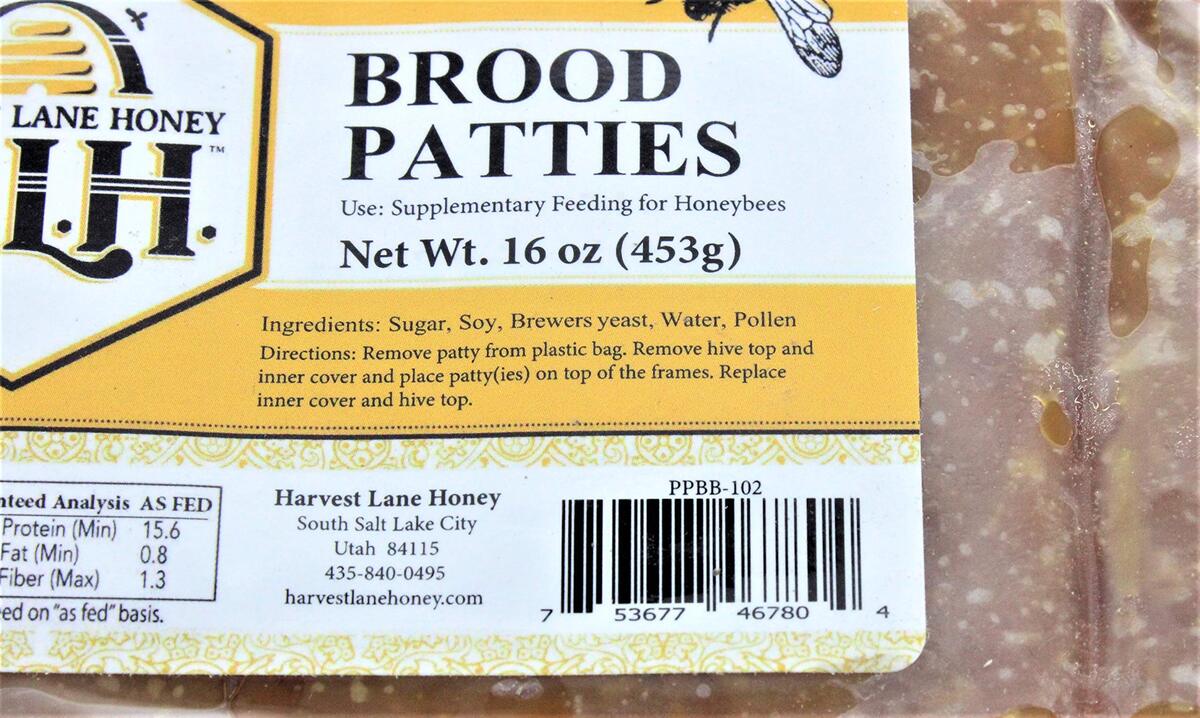 LANE HONEY
L.H.™
BROOD
PATTIES
Use: Supplementary Feeding for Honeybees
Net Wt. 16 oz (453g)
Ingredients: Sugar, Soy, Brewers yeast, Water, Pollen
Directions: Remove patty from plastic bag. Remove hive top and
inner cover and place patty(ies) on top of the frames. Replace
inner cover and hive top.
nteed Analysis AS FED
Protein (Min) 15.6
Fat (Min) 0.8
Fiber (Max) 1.3
ed on "as fed" basis.
Harvest Lane Honey
South Salt Lake City
Utah 84115
435-840-0495
harvestlanehoney.com
PPBB-102
7 53677 46780 4